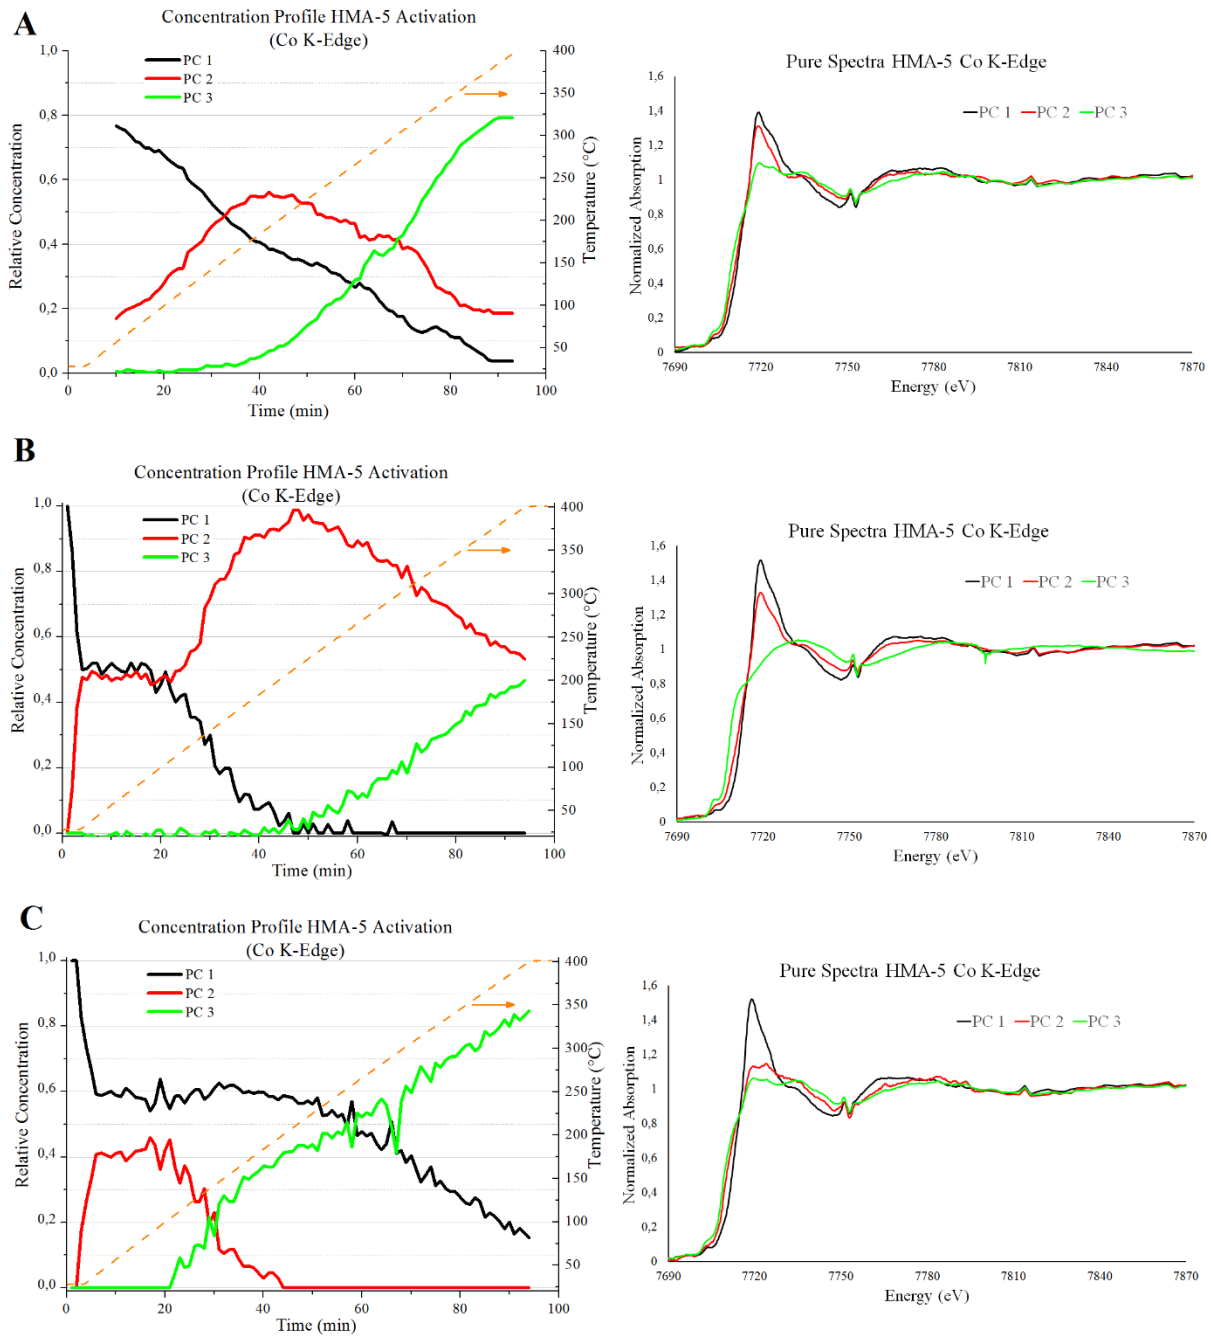 A
Concentration Profile HMA-5 Activation
(Co K-Edge)
PC 1
PC 2
PC 3
1,0
0,8
0,6
0,4
0,2
0,0
Relative Concentration
0 20 40 60 80 100
Time (min)
400
350
300
250
200
150
100
50
Temperature (°C)
Pure Spectra HMA-5 Co K-Edge
PC 1 PC 2 PC 3
1,6
1,4
1,2
1
0,8
0,6
0,4
0,2
0
Normalized Absorption
7690 7720 7750 7780 7810 7840 7870
Energy (eV)
B
Concentration Profile HMA-5 Activation
(Co K-Edge)
PC 1
PC 2
PC 3
1,0
0,8
0,6
0,4
0,2
0,0
Relative Concentration
0 20 40 60 80 100
Time (min)
400
350
300
250
200
150
100
50
Temperature (°C)
Pure Spectra HMA-5 Co K-Edge
PC 1 PC 2 PC 3
1,6
1,4
1,2
1
0,8
0,6
0,4
0,2
0
Normalized Absorption
7690 7720 7750 7780 7810 7840 7870
Energy (eV)
C
Concentration Profile HMA-5 Activation
(Co K-Edge)
PC 1
PC 2
PC 3
1,0
0,8
0,6
0,4
0,2
0,0
Relative Concentration
0 20 40 60 80 100
Time (min)
400
350
300
250
200
150
100
50
Temperature (°C)
Pure Spectra HMA-5 Co K-Edge
PC 1 PC 2 PC 3
1,6
1,4
1,2
1
0,8
0,6
0,4
0,2
0
Normalized Absorption
7690 7720 7750 7780 7810 7840 7870
Energy (eV)